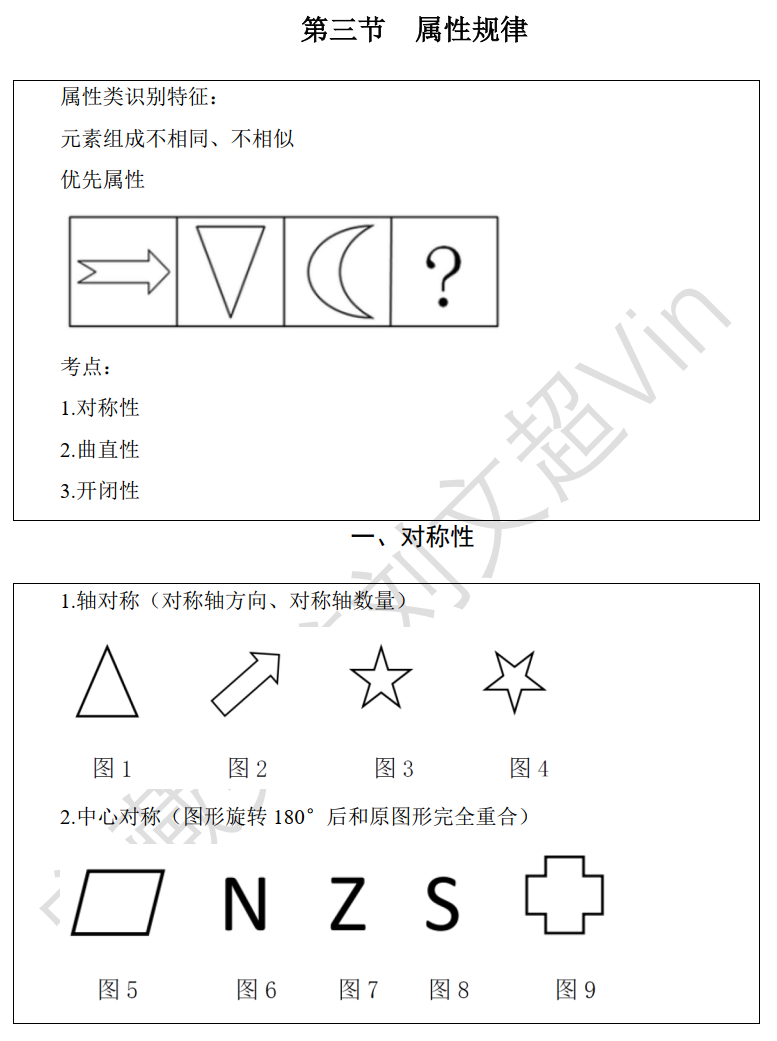 第三节 属性规律
属性类识别特征：
元素组成不相同、不相似
优先属性
?
考点：
1.对称性
2.曲直性
3.开闭性
一、对称性
1.轴对称（对称轴方向、对称轴数量）
图 1 图 2 图 3 图 4
2.中心对称（图形旋转 180°后和原图形完全重合）
N Z S
图 5 图 6 图 7 图 8 图 9
刘文超Vin